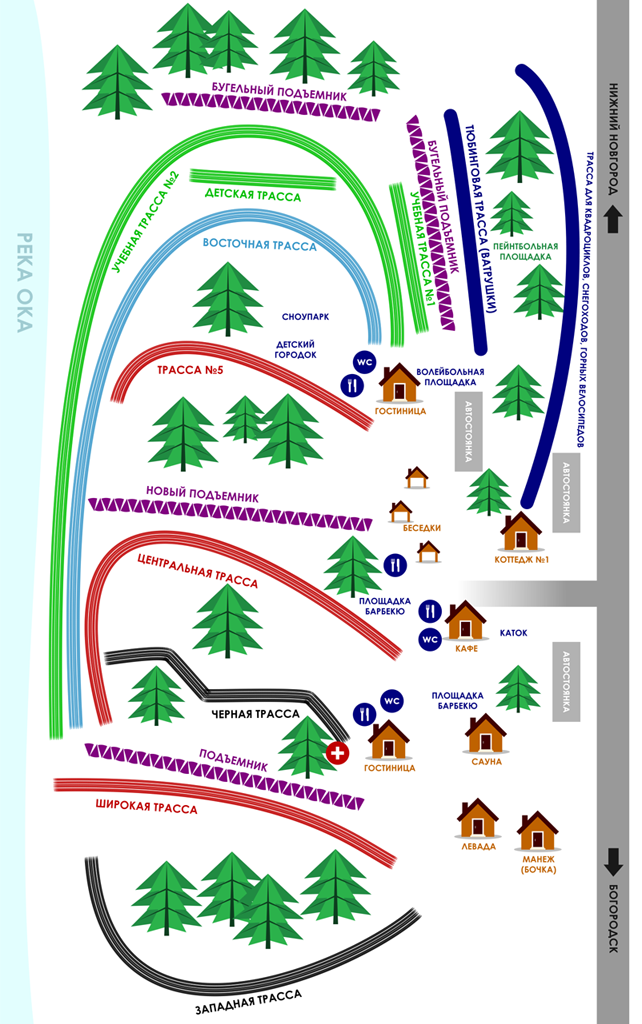 БУГЕЛЬНЫЙ ПОДЪЕМНИК
НИЖНИЙ НОВГОРОД
ТЮБИНГОВАЯ ТРАССА (ВАТРУШКИ)
БУГЕЛЬНЫЙ ПОДЪЕМНИК
ТРАССА ДЛЯ КВАДРОЦИКЛОВ, СНЕГОХОДОВ, ГОРНЫХ ВЕЛОСИПЕДОВ
УЧЕБНАЯ ТРАССА №2
ДЕТСКАЯ ТРАССА
УЧЕБНАЯ ТРАССА №1
ПЕЙНТБОЛЬНАЯ
ПЛОЩАДКА
ВОСТОЧНАЯ ТРАССА
РЕКА ОКА
СНОУПАРК
ДЕТСКИЙ
ГОРОДОК
WC
ТРАССА №5
ВОЛЕЙБОЛЬНАЯ
ПЛОЩАДКА
ГОСТИНИЦА
АВТОСТОЯНКА
АВТОСТОЯНКА
НОВЫЙ ПОДЪЕМНИК
БЕСЕДКИ
КОТТЕДЖ №1
ЦЕНТРАЛЬНАЯ ТРАССА
ПЛОЩАДКА
БАРБЕКЮ
WC
КАФЕ
КАТОК
АВТОСТОЯНКА
ЧЕРНАЯ ТРАССА
WC
ПЛОЩАДКА
БАРБЕКЮ
ПОДЪЕМНИК
ГОСТИНИЦА
САУНА
ШИРОКАЯ ТРАССА
ЛЕВАДА
МАНЕЖ
(БОЧКА)
БОГОРОДСК
ЗАПАДНАЯ ТРАССА